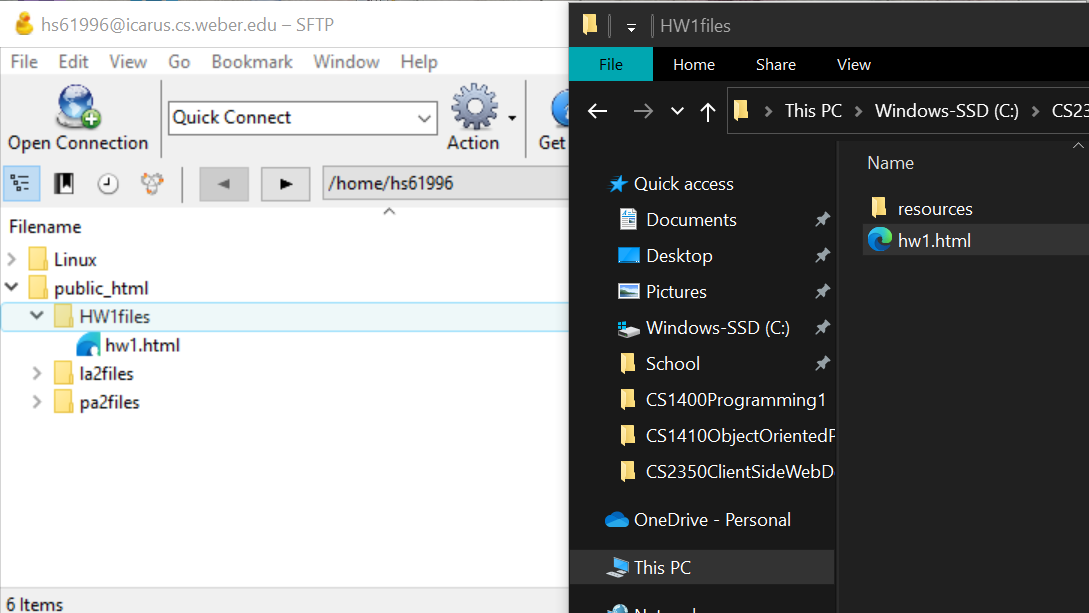 hs61996@icarus.cs.weber.edu – SFTP
File Edit View Go Bookmark Window Help
Open Connection
Quick Connect
Action
Get
/home/hs61996
Filename
Linux
public_html
HW1files
hw1.html
la2files
pa2files
6 Items
HW1files
File Home Share View
This PC > Windows-SSD (C:) > CS23
Name
Quick access
Documents
Desktop
Pictures
Windows-SSD (C:)
School
CS1400Programming1
CS1410ObjectOrientedP
CS2350ClientSideWebD
OneDrive - Personal
This PC
resources
hw1.html